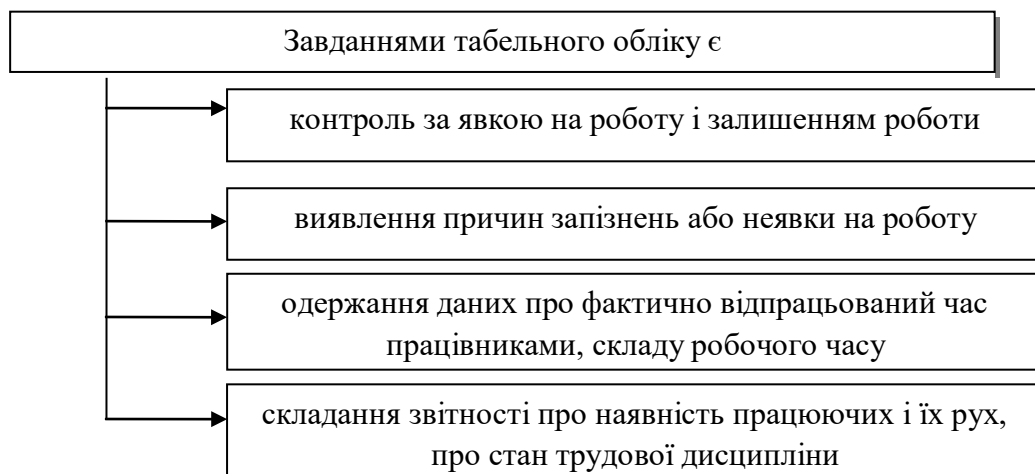 Завданнями табельного обліку є
контроль за явкою на роботу і залишенням роботи
виявлення причин запізнень або неявки на роботу
одержання даних про фактично відпрацьований час
працівниками, складу робочого часу
складання звітності про наявність працюючих і їх рух,
про стан трудової дисципліни